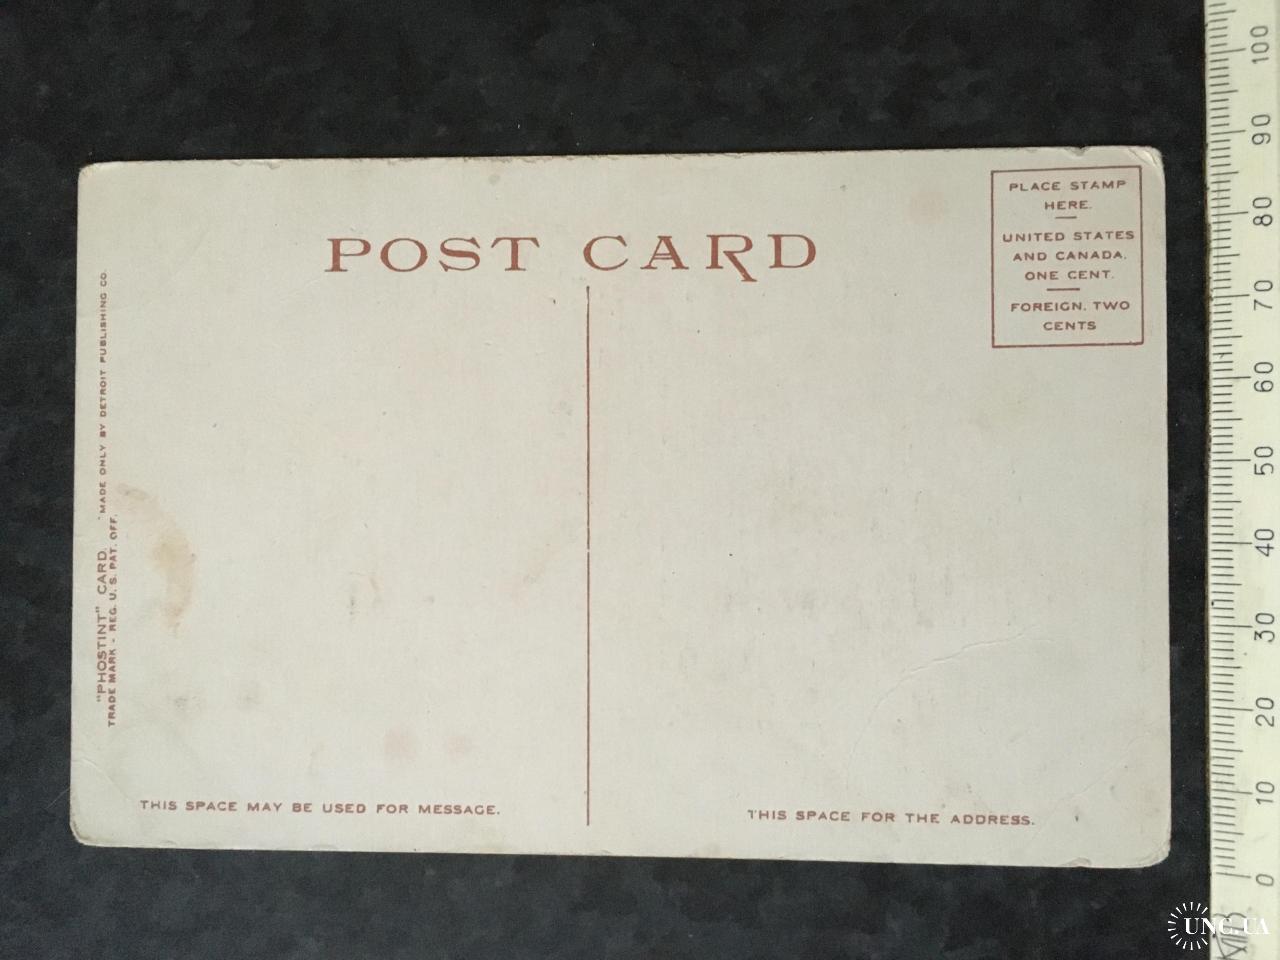 POST CARD
PLACE STAMP
HERE.
UNITED STATES
AND CANADA.
ONE CENT.
FOREIGN. TWO
CENTS
"PHOSTINT" CARD. MADE ONLY BY DETROIT PUBLISHING CO.
TRADE MARK - REG. U. S. PAT. OFF.
THIS SPACE MAY BE USED FOR MESSAGE.
THIS SPACE FOR THE ADDRESS.
100
90
80
70
60
50
40
30
20
10
0
UNC.UA